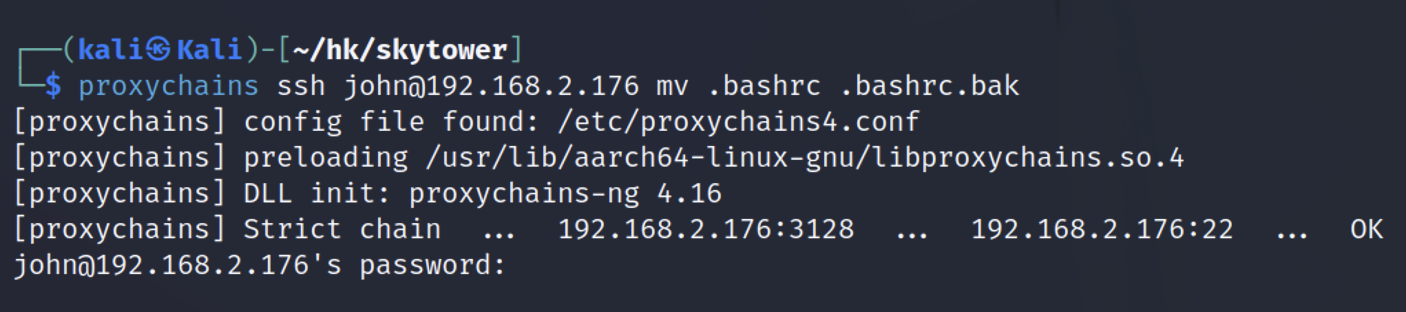 ┌──(kali㉿Kali)-[~/hk/skytower]
└─$ proxychains ssh john@192.168.2.176 mv .bashrc .bashrc.bak
[proxychains] config file found: /etc/proxychains4.conf
[proxychains] preloading /usr/lib/aarch64-linux-gnu/libproxychains.so.4
[proxychains] DLL init: proxychains-ng 4.16
[proxychains] Strict chain  ...  192.168.2.176:3128  ...  192.168.2.176:22  ...  OK
john@192.168.2.176's password: